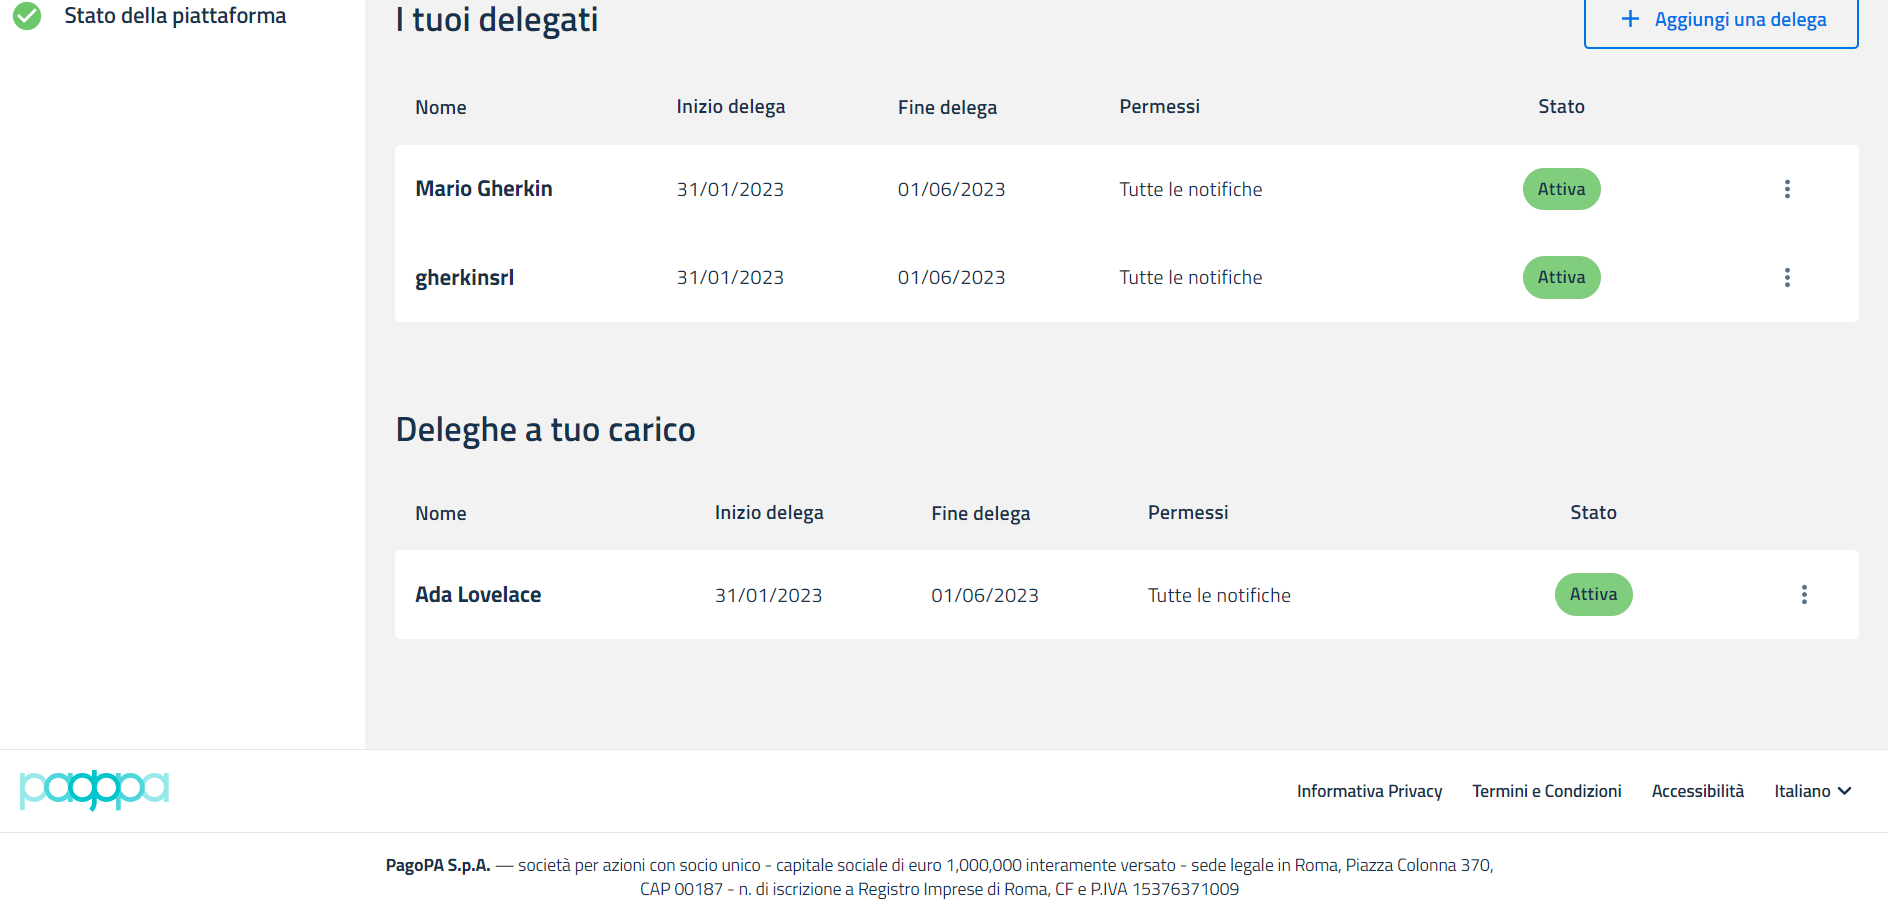 Stato della piattaforma
I tuoi delegati
Aggiungi una delega
Nome Inizio delega Fine delega Permessi Stato
Mario Gherkin 31/01/2023 01/06/2023 Tutte le notifiche Attiva
gherkinsrl 31/01/2023 01/06/2023 Tutte le notifiche Attiva
Deleghe a tuo carico
Nome Inizio delega Fine delega Permessi Stato
Ada Lovelace 31/01/2023 01/06/2023 Tutte le notifiche Attiva
pagopa Informativa Privacy Termini e Condizioni Accessibilità Italiano
PagoPA S.p.A. — società per azioni con socio unico - capitale sociale di euro 1,000,000 interamente versato - sede legale in Roma, Piazza Colonna 370,
CAP 00187 - n. di iscrizione a Registro Imprese di Roma, CF e P.IVA 15376371009